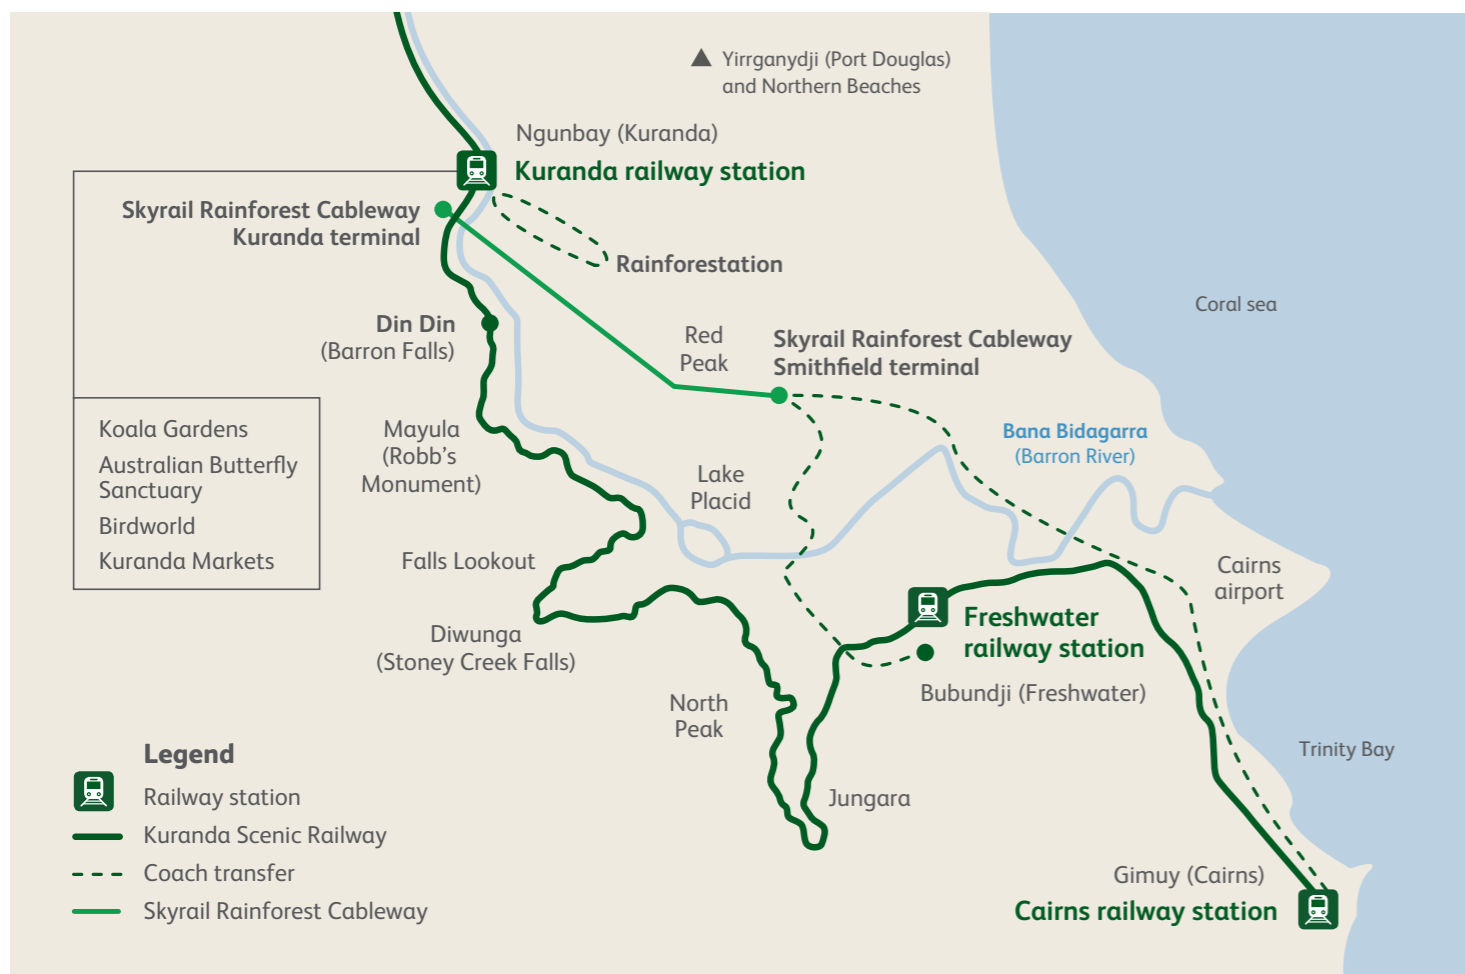 Yirrganydji (Port Douglas)
and Northern Beaches
Ngunbay (Kuranda)
Kuranda railway station
Skyrail Rainforest Cableway
Kuranda terminal
Rainforestation
Coral sea
Din Din
(Barron Falls)
Red
Peak
Skyrail Rainforest Cableway
Smithfield terminal
Koala Gardens
Australian Butterfly
Sanctuary
Birdworld
Kuranda Markets
Mayula
(Robb's
Monument)
Bana Bidagarra
(Barron River)
Lake
Placid
Falls Lookout
Cairns
airport
Diwunga
(Stoney Creek Falls)
Freshwater
railway station
Bubundji (Freshwater)
North
Peak
Trinity Bay
Jungara
Legend
Railway station
Kuranda Scenic Railway
Coach transfer
Skyrail Rainforest Cableway
Gimuy (Cairns)
Cairns railway station